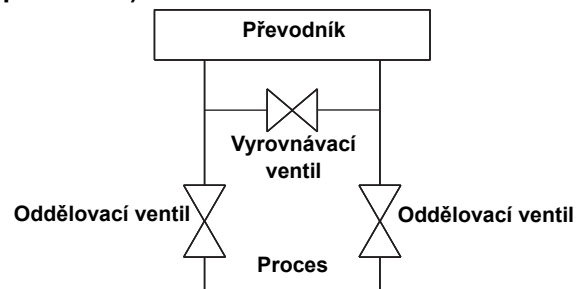 Převodník
Vyrovnávací
ventil
Oddělovací ventil
Oddělovací ventil
Proces